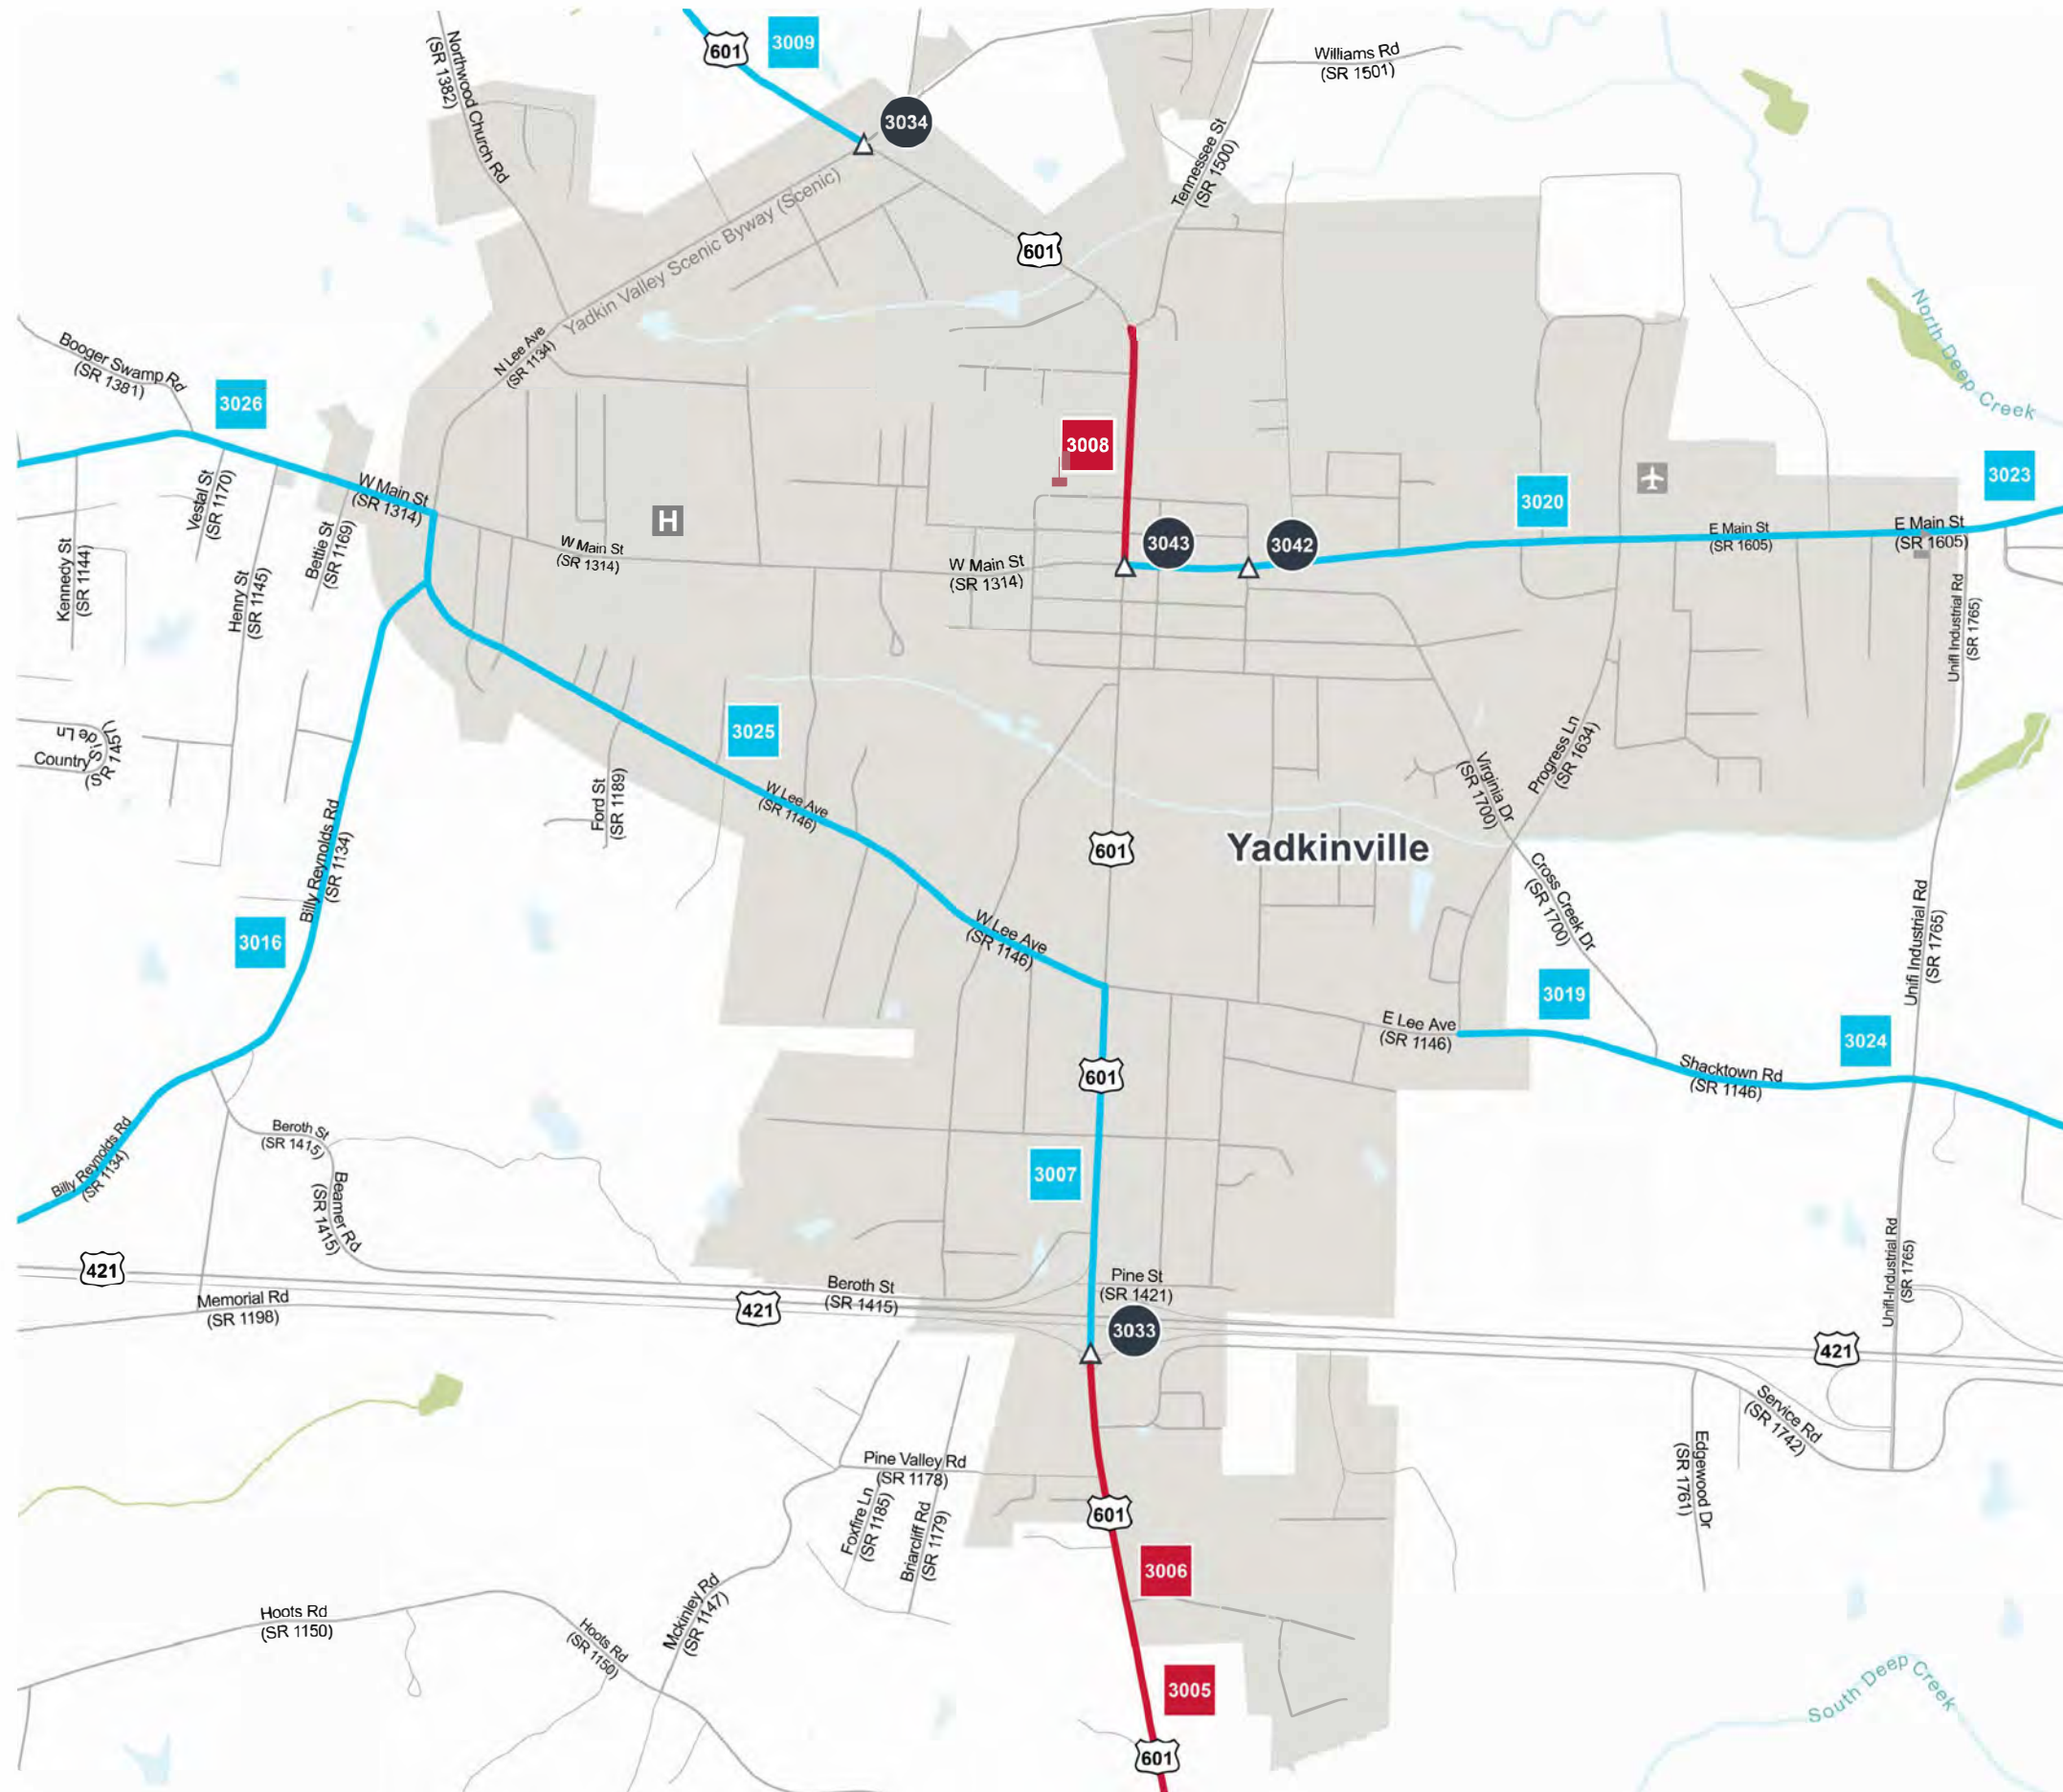 601
3009
Northwood Church Rd
(SR 1382)
Williams Rd
(SR 1501)
3034
Tennessee St
(SR 1500)
Yadkin Valley Scenic Byway (Scenic)
601
North Deep Creek
N Lee Ave
(SR 1134)
Booger Swamp Rd
(SR 1381)
3026
3008
3023
W Main St
(SR 1314)
Vestal St
(SR 1170)
H
3020
E Main St
(SR 1605)
E Main St
(SR 1605)
Bettie St
(SR 1169)
W Main St
(SR 1314)
W Main St
(SR 1314)
3043
3042
Kennedy St
(SR 1144)
Henry St
(SR 1145)
Unifi Industrial Rd
(SR 1765)
Country Side Ln
(SR 1451)
3025
Ford St
(SR 1189)
W Lee Ave
(SR 1146)
Virginia Dr
(SR 1700)
Progress Ln
(SR 1634)
Billy Reynolds Rd
(SR 1134)
601
Yadkinville
3016
W Lee Ave
(SR 1146)
Cross Creek Dr
(SR 1700)
Unifi Industrial Rd
(SR 1765)
3019
E Lee Ave
(SR 1146)
3024
601
Shacktown Rd
(SR 1146)
Billy Reynolds Rd
(SR 1134)
Beroth St
(SR 1415)
Beamer Rd
(SR 1415)
3007
Unifi-Industrial Rd
(SR 1765)
421
Memorial Rd
(SR 1198)
421
Beroth St
(SR 1415)
Pine St
(SR 1421)
3033
421
Service Rd
(SR 1742)
Edgewood Dr
(SR 1761)
Pine Valley Rd
(SR 1178)
Foxfire Ln
(SR 1185)
Briarcliff Rd
(SR 1179)
601
3006
Hoots Rd
(SR 1150)
Hoots Rd
(SR 1150)
Mckinley Rd
(SR 1147)
3005
South Deep Creek
601